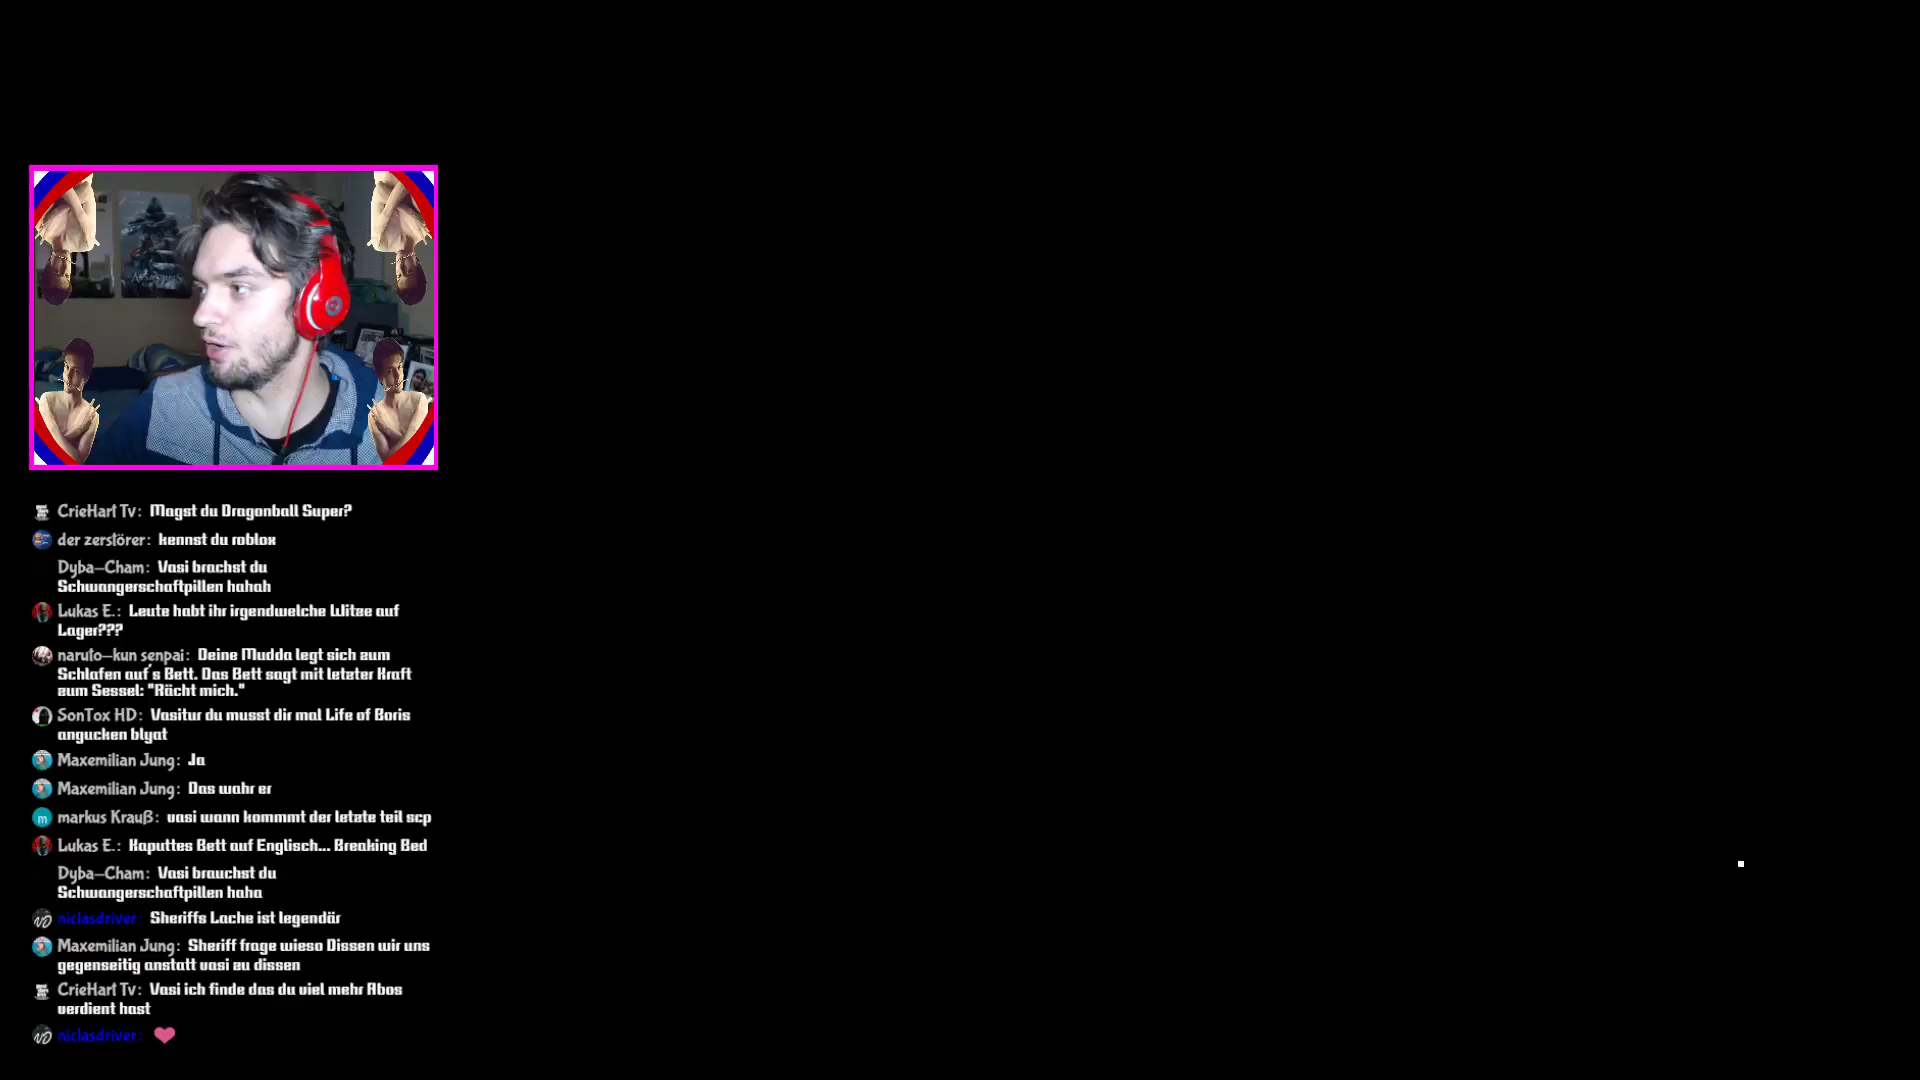 CrieHart Tv: Magst du Dragonball Super?
der zerstörer: kennst du roblox
Dyba-Cham: Vasi brachst du
Schwangerschaftpillen hahah
Lukas E.: Leute habt ihr irgendwelche Witze auf
Lager???
naruto-kun senpai: Deine Mudda legt sich zum
Schlafen auf´s Bett. Das Bett sagt mit letzter Kraft
zum Sessel: "Rächt mich."
SonTox HD: Vasitur du musst dir mal Life of Boris
angucken blyat
Maxemilian Jung: Ja
Maxemilian Jung: Das wahr er
markus Krauß: vasi wann kommmt der letzte teil scp
Lukas E.: Kaputtes Bett auf Englisch... Breaking Bed
Dyba-Cham: Vasi brauchst du
Schwangerschaftpillen haha
niclasdriver: Sheriffs Lache ist legendär
Maxemilian Jung: Sheriff frage wieso Dissen wir uns
gegenseitig anstatt vasi zu dissen
CrieHart Tv: Vasi ich finde das du viel mehr Abos
verdient hast
niclasdriver: